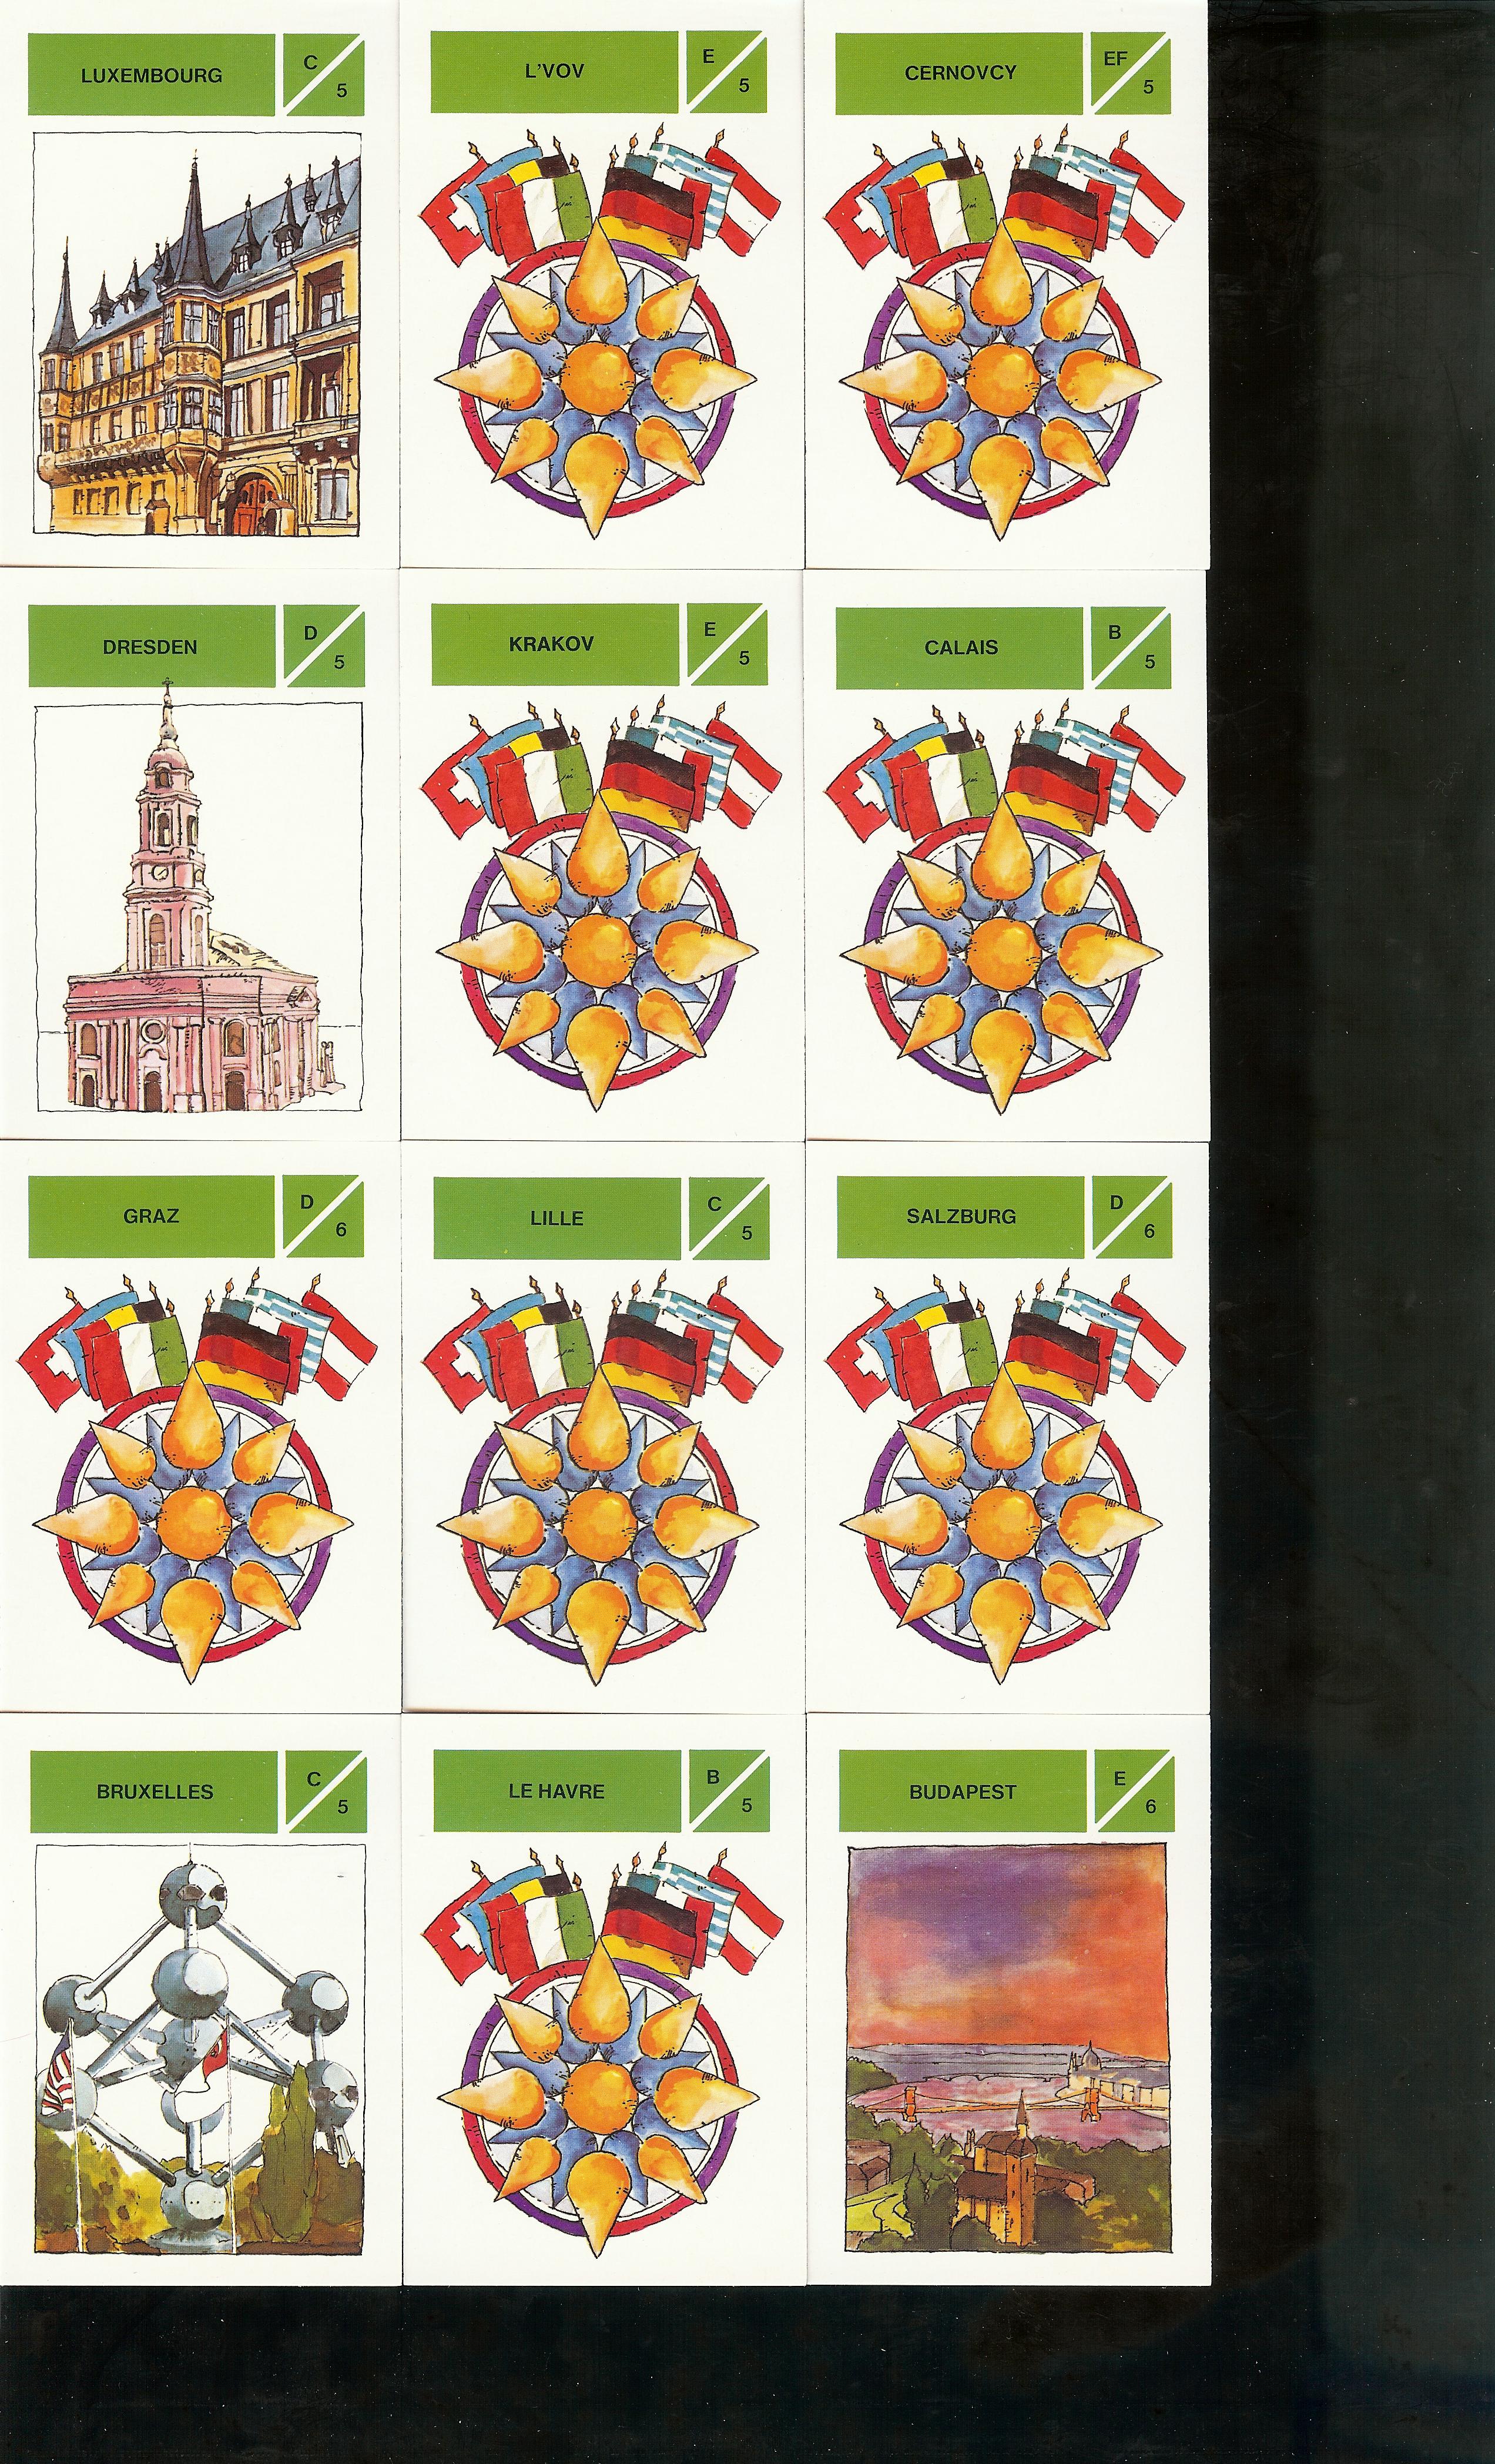 LUXEMBOURG C 5
L'VOV E 5
CERNOVCY EF 5
DRESDEN D 5
KRAKOV E 5
CALAIS B 5
GRAZ D 6
LILLE C 5
SALZBURG D 6
BRUXELLES C 5
LE HAVRE B 5
BUDAPEST E 6